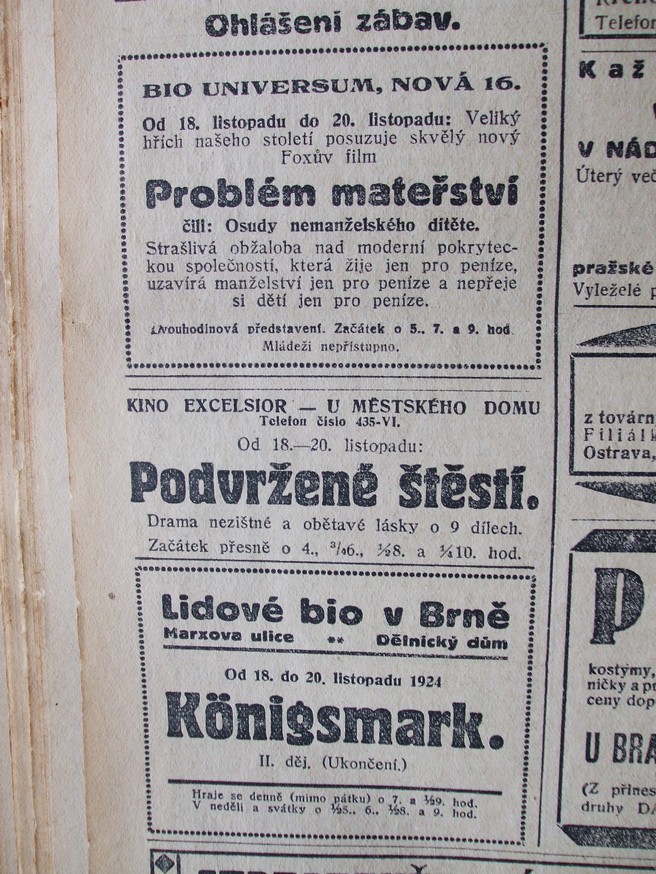 Ohlášení zábav.
BIO UNIVERSUM, NOVÁ 16.
Od 18. listopadu do 20. listopadu: Veliký
hřích našeho století posuzuje skvělý nový
Foxův film
Problém mateřství
čili: Osudy nemanželského dítěte.
Strašlivá obžaloba nad moderní pokrytec-
kou společností, která žije jen pro peníze,
uzavírá manželství jen pro peníze a nepřeje
si dětí jen pro peníze.
Dvouhodinová představení. Začátek o 5., 7. a 9. hod.
Mládeži nepřístupno.
KINO EXCELSIOR — U MĚSTSKÉHO DOMU
Telefon číslo 435-VI.
Od 18.—20. listopadu:
Podvržené štěstí.
Drama nezištné a obětavé lásky o 9 dílech.
Začátek přesně o 4., ¾6., ½8. a ¼10. hod.
Lidové bio v Brně
Marxova ulice ** Dělnický dům
Od 18. do 20. listopadu 1924
Königsmark.
II. děj. (Ukončení.)
Hraje se denně (mimo pátku) o 7. a ½9. hod.
V neděli a svátky o ½5., 6., ½8. a 9. hod.
Telefon
Kaž
V NÁD
Úterý več
pražské
Vyleželé p
z továrn
Filiálk
Ostrava,
P
kostymy,
ničky a p
ceny dop
U BRA
(Z přines
druhy